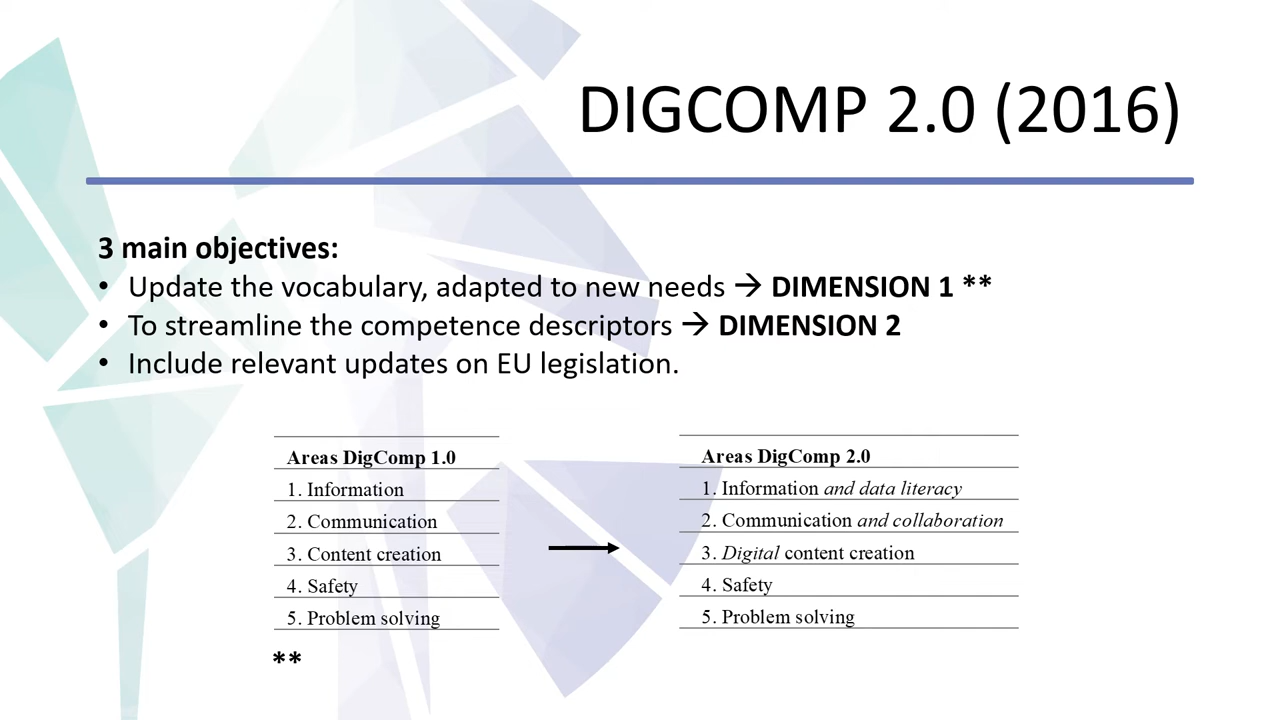 DIGCOMP 2.0 (2016)
3 main objectives:
• Update the vocabulary, adapted to new needs → DIMENSION 1 **
• To streamline the competence descriptors → DIMENSION 2
• Include relevant updates on EU legislation.
Areas DigComp 1.0
1. Information
2. Communication
3. Content creation
4. Safety
5. Problem solving
**
Areas DigComp 2.0
1. Information and data literacy
2. Communication and collaboration
3. Digital content creation
4. Safety
5. Problem solving